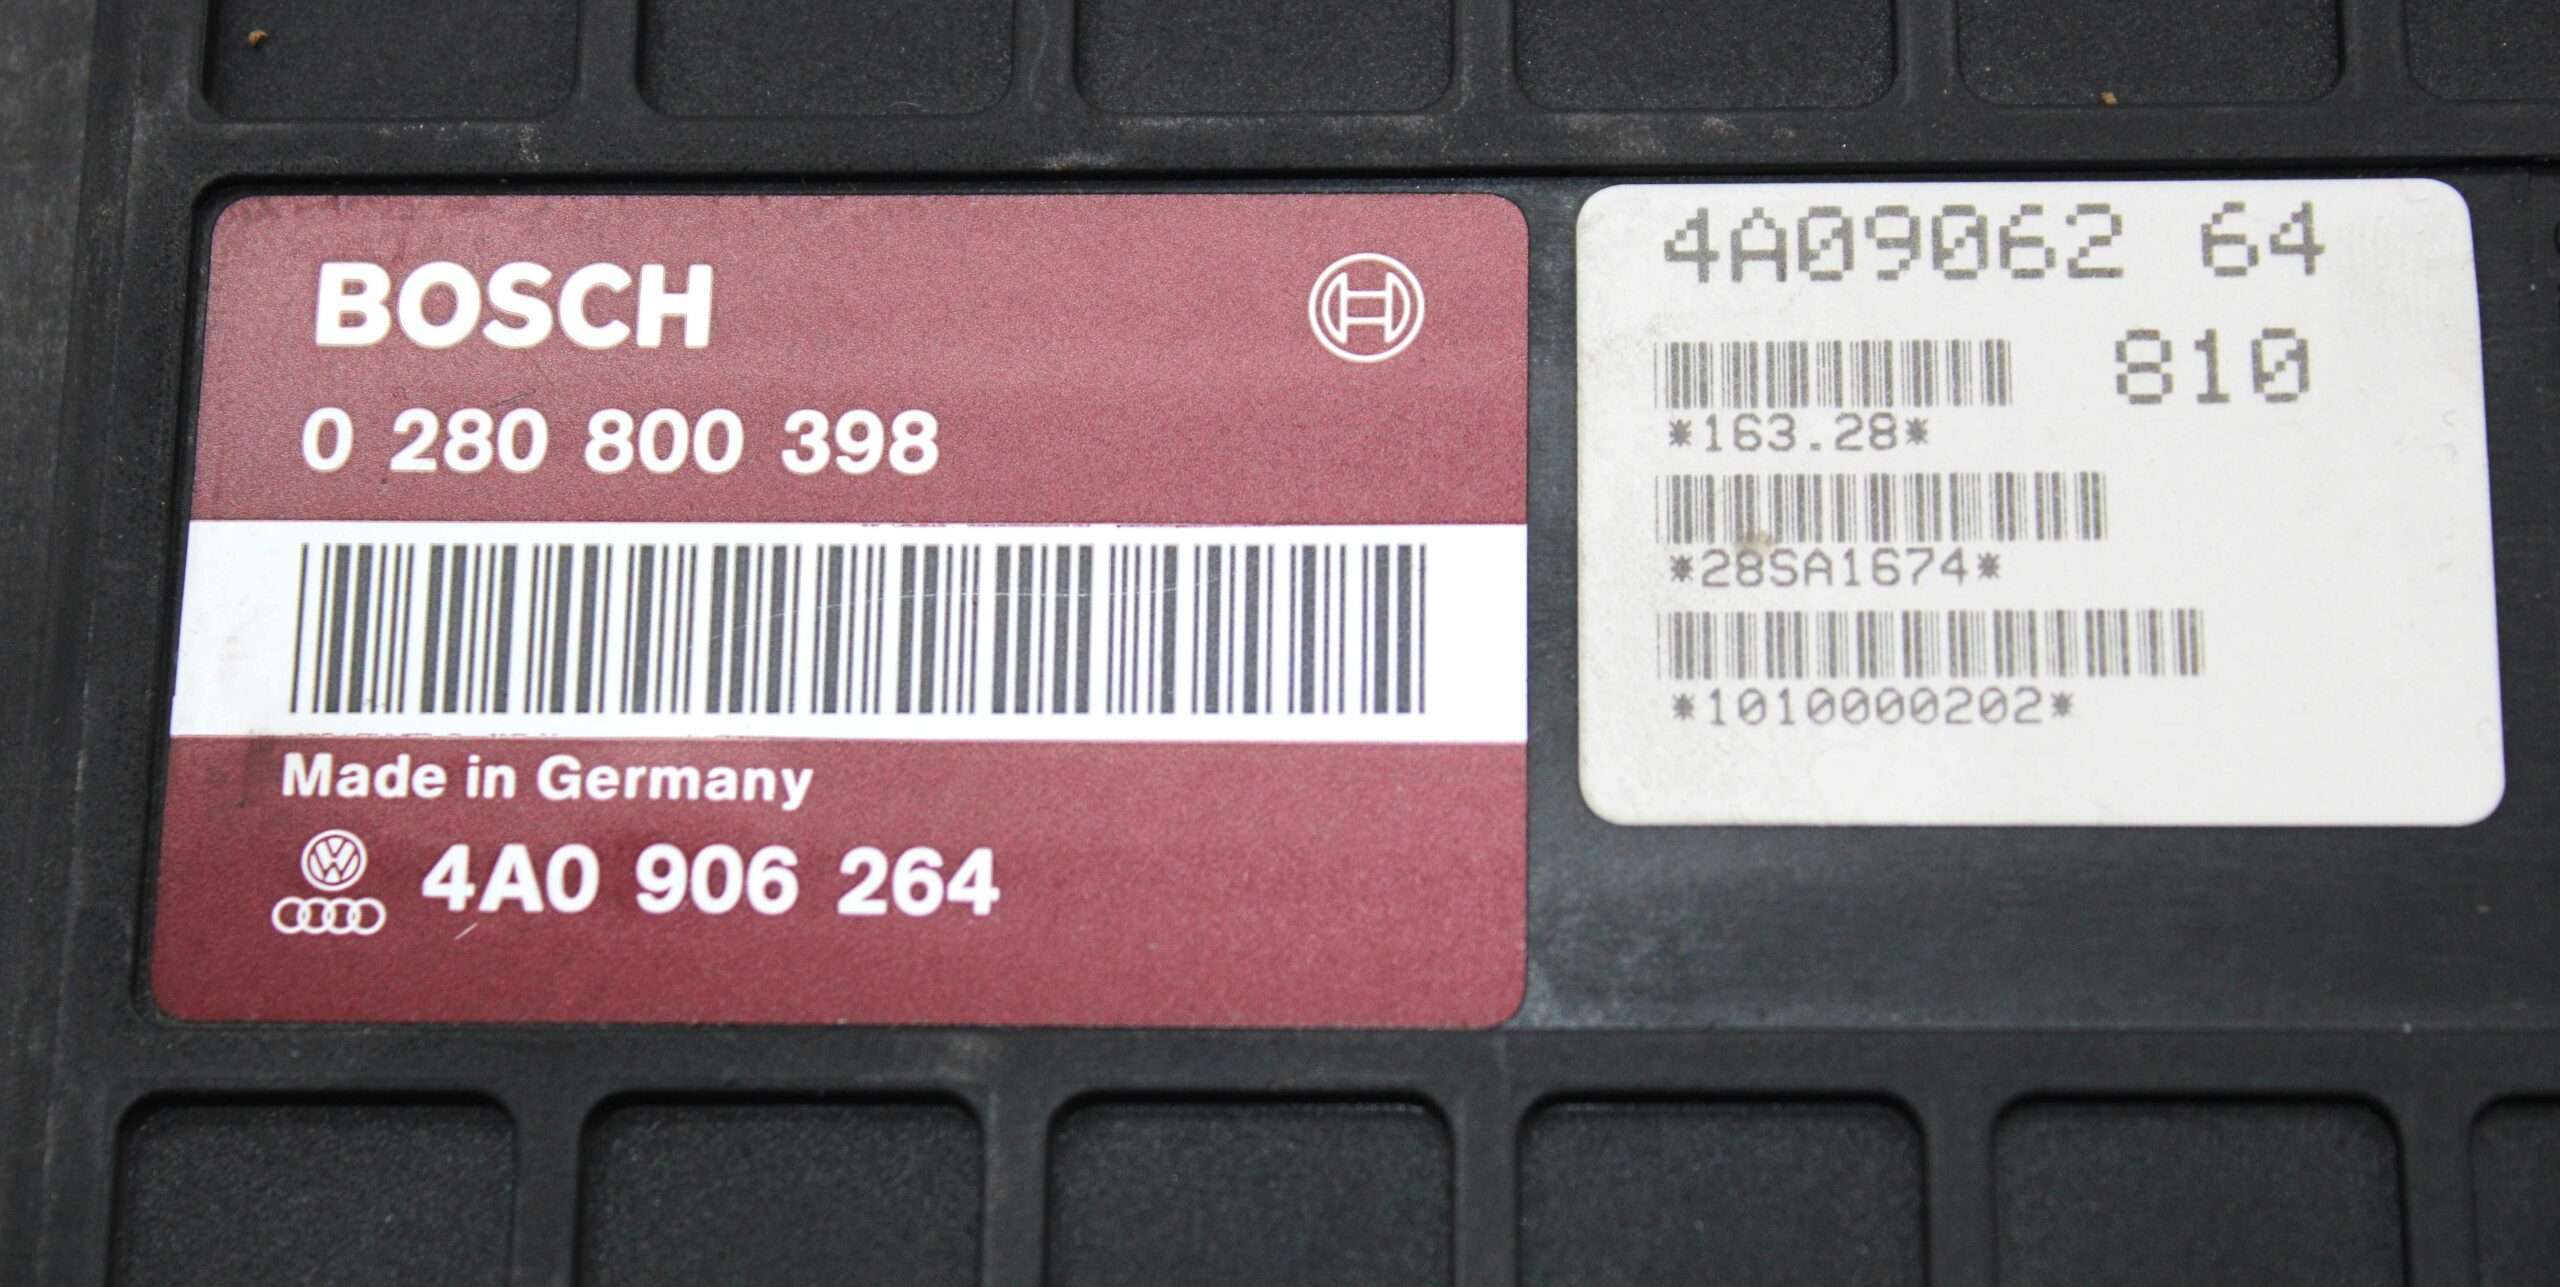 BOSCH
0 280 800 398
Made in Germany
4A0 906 264
4A09062 64
810
*163.28*
*28SA1674*
*1010000202*